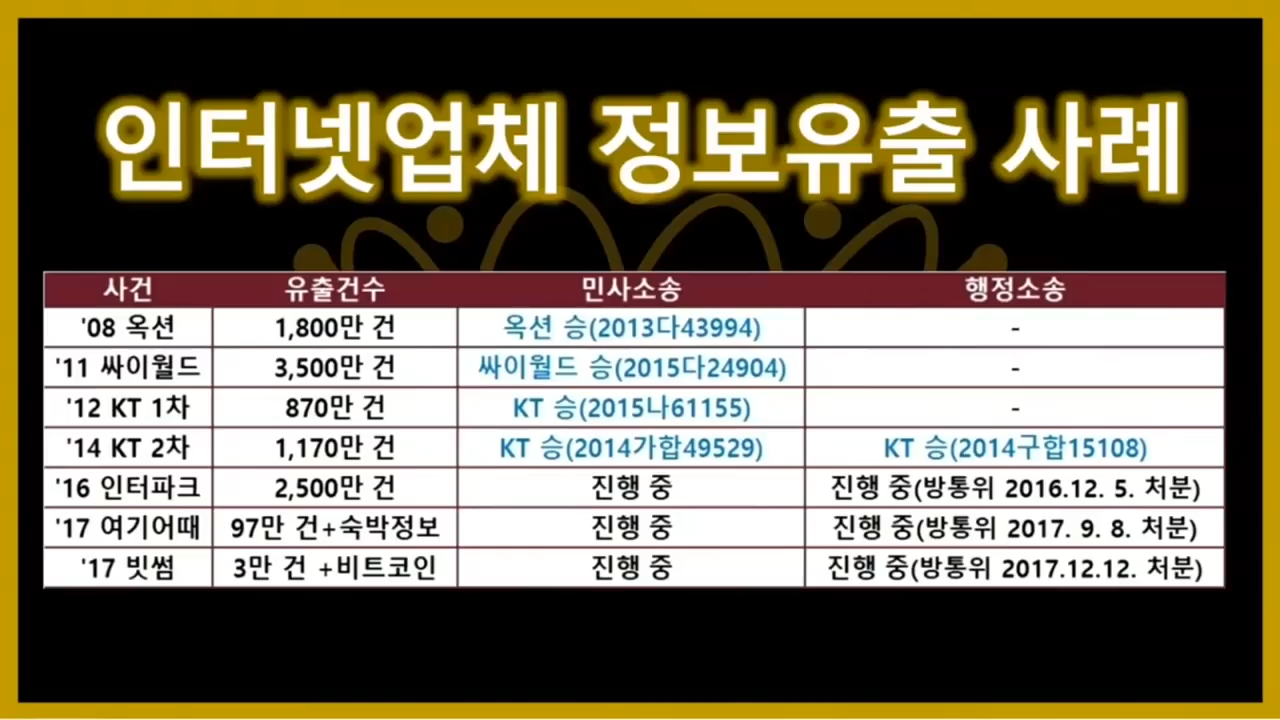 인터넷업체 정보유출 사례
사건 유출건수 민사소송 행정소송
'08 옥션 1,800만 건 옥션 승(2013다43994) -
'11 싸이월드 3,500만 건 싸이월드 승(2015다24904) -
'12 KT 1차 870만 건 KT 승(2015나61155) -
'14 KT 2차 1,170만 건 KT 승(2014가합49529) KT 승(2014구합15108)
'16 인터파크 2,500만 건 진행 중 진행 중(방통위 2016.12. 5. 처분)
'17 여기어때 97만 건+숙박정보 진행 중 진행 중(방통위 2017. 9. 8. 처분)
'17 빗썸 3만 건 +비트코인 진행 중 진행 중(방통위 2017.12.12. 처분)